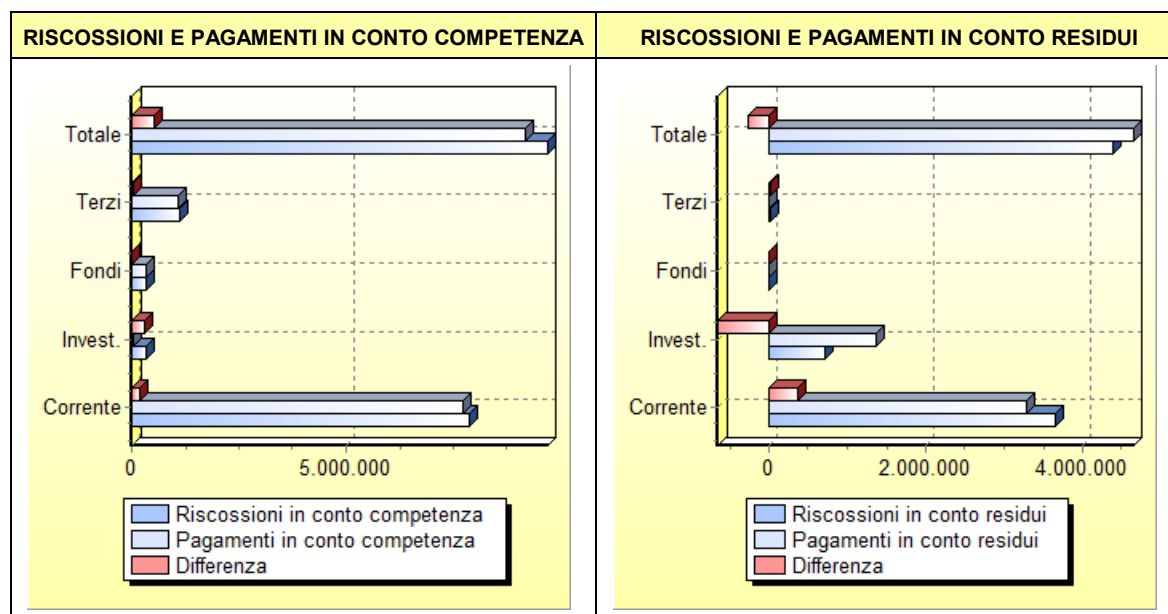 RISCOSSIONI E PAGAMENTI IN CONTO COMPETENZA
Totale
Terzi
Fondi
Invest.
Corrente
0 5.000.000
Riscossioni in conto competenza
Pagamenti in conto competenza
Differenza
RISCOSSIONI E PAGAMENTI IN CONTO RESIDUI
Totale
Terzi
Fondi
Invest.
Corrente
0 2.000.000 4.000.000
Riscossioni in conto residui
Pagamenti in conto residui
Differenza